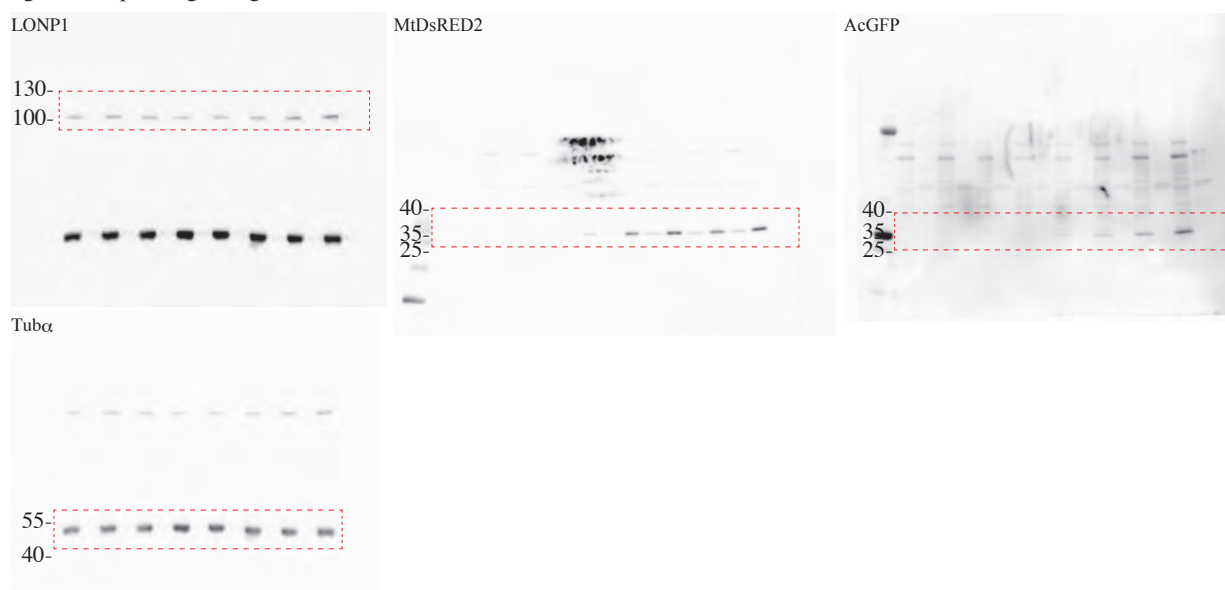 LONP1
130-
100-
MtDsRED2
40-
35-
25-
AcGFP
40-
35-
25-
Tubα
55-
40-